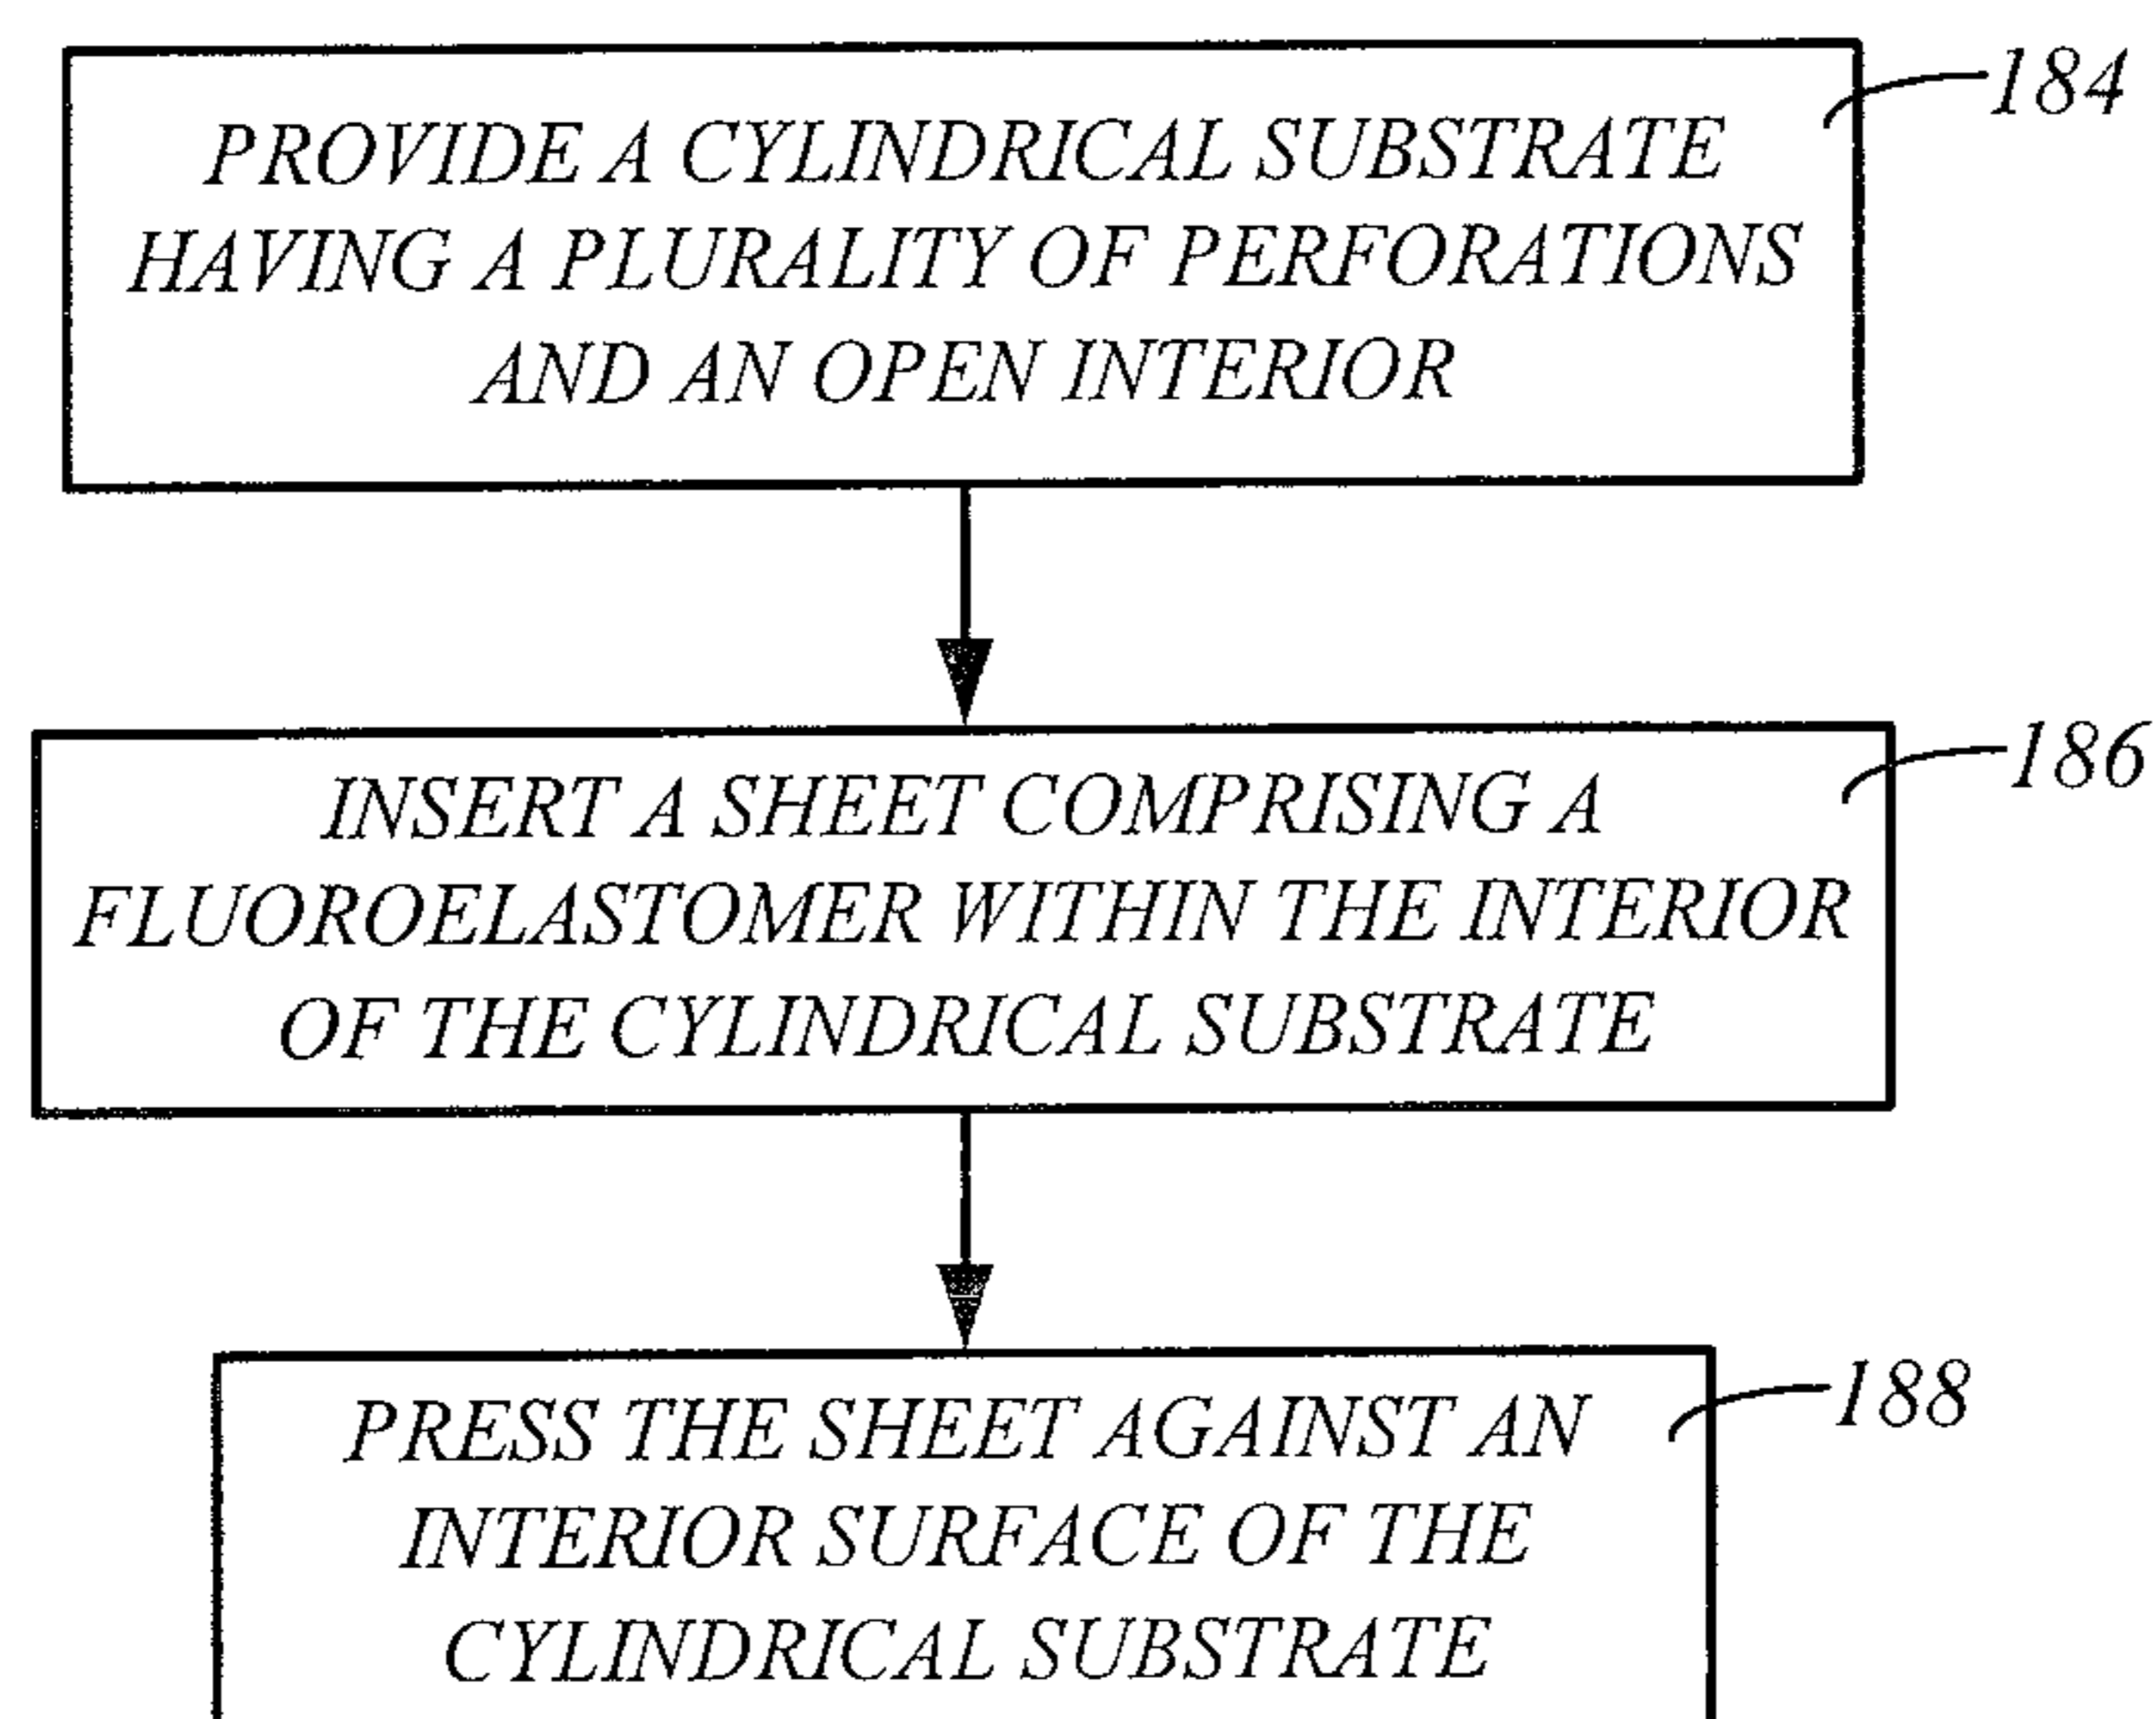 184
PROVIDE A CYLINDRICAL SUBSTRATE
HAVING A PLURALITY OF PERFORATIONS
AND AN OPEN INTERIOR
186
INSERT A SHEET COMPRISING A
FLUOROELASTOMER WITHIN THE INTERIOR
OF THE CYLINDRICAL SUBSTRATE
188
PRESS THE SHEET AGAINST AN
INTERIOR SURFACE OF THE
CYLINDRICAL SUBSTRATE